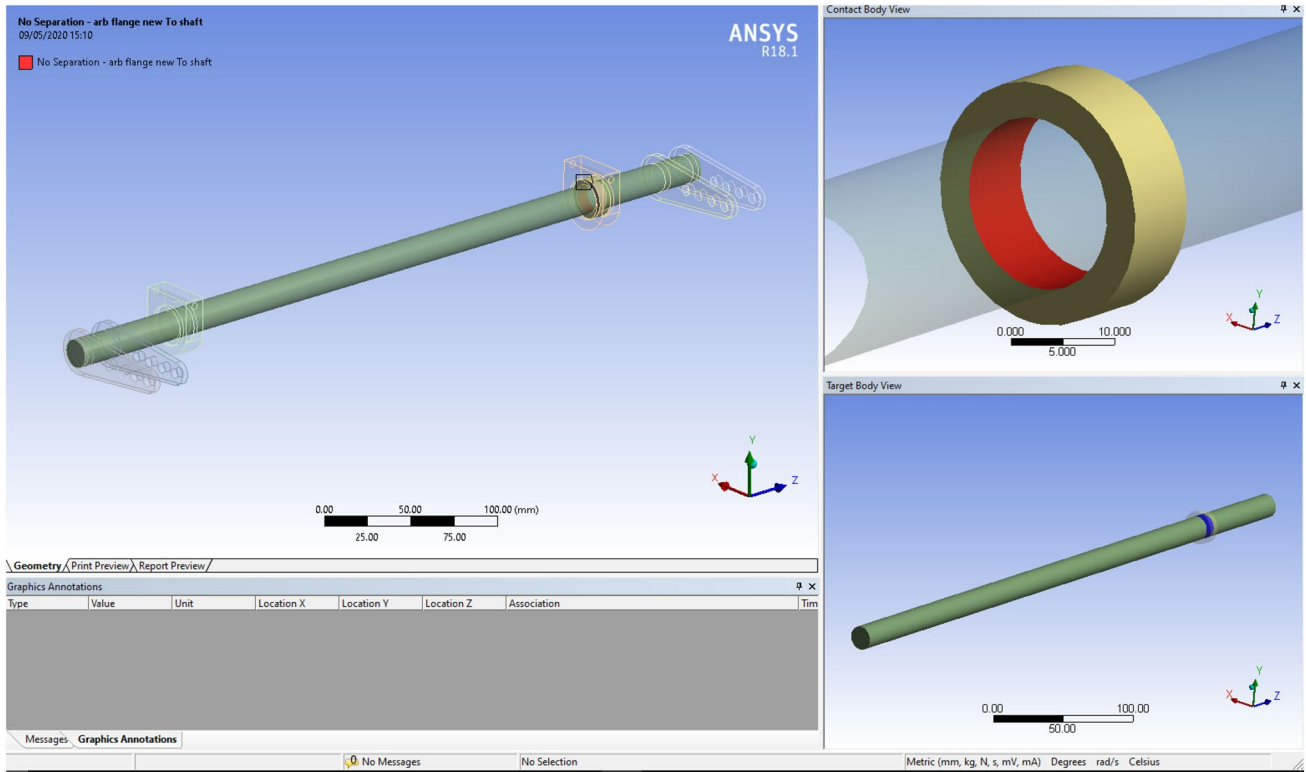 No Separation - arb flange new To shaft
09/05/2020 15:10
No Separation - arb flange new To shaft
ANSYS
R18.1
0.00 50.00 100.00 (mm)
25.00 75.00
X Y Z
Geometry Print Preview Report Preview
Graphics Annotations
Type Value Unit Location X Location Y Location Z Association Tim
Messages Graphics Annotations
Contact Body View
0.000 10.000
5.000
X Y Z
Target Body View
0.00 100.00
50.00
X Y Z
No Messages No Selection Metric (mm, kg, N, s, mV, mA) Degrees rad/s Celsius